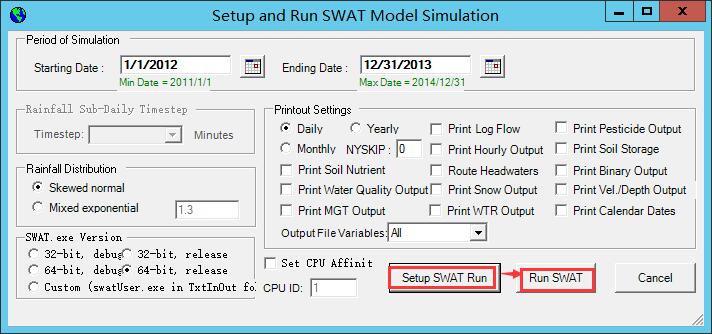 Setup and Run SWAT Model Simulation
Period of Simulation
Starting Date : 1/1/2012 Ending Date : 12/31/2013
Min Date = 2011/1/1 Max Date = 2014/12/31
Rainfall Sub-Daily Timestep
Timestep: Minutes
Rainfall Distribution
Skewed normal
Mixed exponential 1.3
SWAT.exe Version
32-bit, debug 32-bit, release
64-bit, debug 64-bit, release
Custom (swatUser.exe in TxtInOut fol
Printout Settings
Daily Yearly Print Log Flow Print Pesticide Output
Monthly NYSKIP : 0 Print Hourly Output Print Soil Storage
Print Soil Nutrient Route Headwaters Print Binary Output
Print Water Quality Output Print Snow Output Print Vel./Depth Output
Print MGT Output Print WTR Output Print Calendar Dates
Output File Variables: All
Set CPU Affinit
CPU ID: 1
Setup SWAT Run Run SWAT Cancel